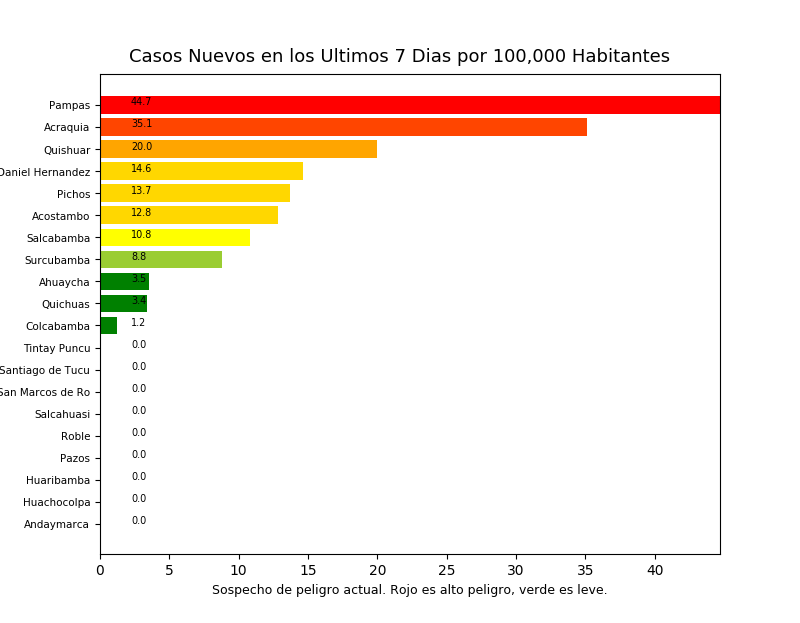 Casos Nuevos en los Ultimos 7 Dias por 100,000 Habitantes
Pampas 44.7
Acraquia 35.1
Quishuar 20.0
Daniel Hernandez 14.6
Pichos 13.7
Acostambo 12.8
Salcabamba 10.8
Surcubamba 8.8
Ahuaycha 3.5
Quichuas 3.4
Colcabamba 1.2
Tintay Puncu 0.0
Santiago de Tucu 0.0
San Marcos de Ro 0.0
Salcahuasi 0.0
Roble 0.0
Pazos 0.0
Huaribamba 0.0
Huachocolpa 0.0
Andaymarca 0.0
0 5 10 15 20 25 30 35 40
Sospecho de peligro actual. Rojo es alto peligro, verde es leve.